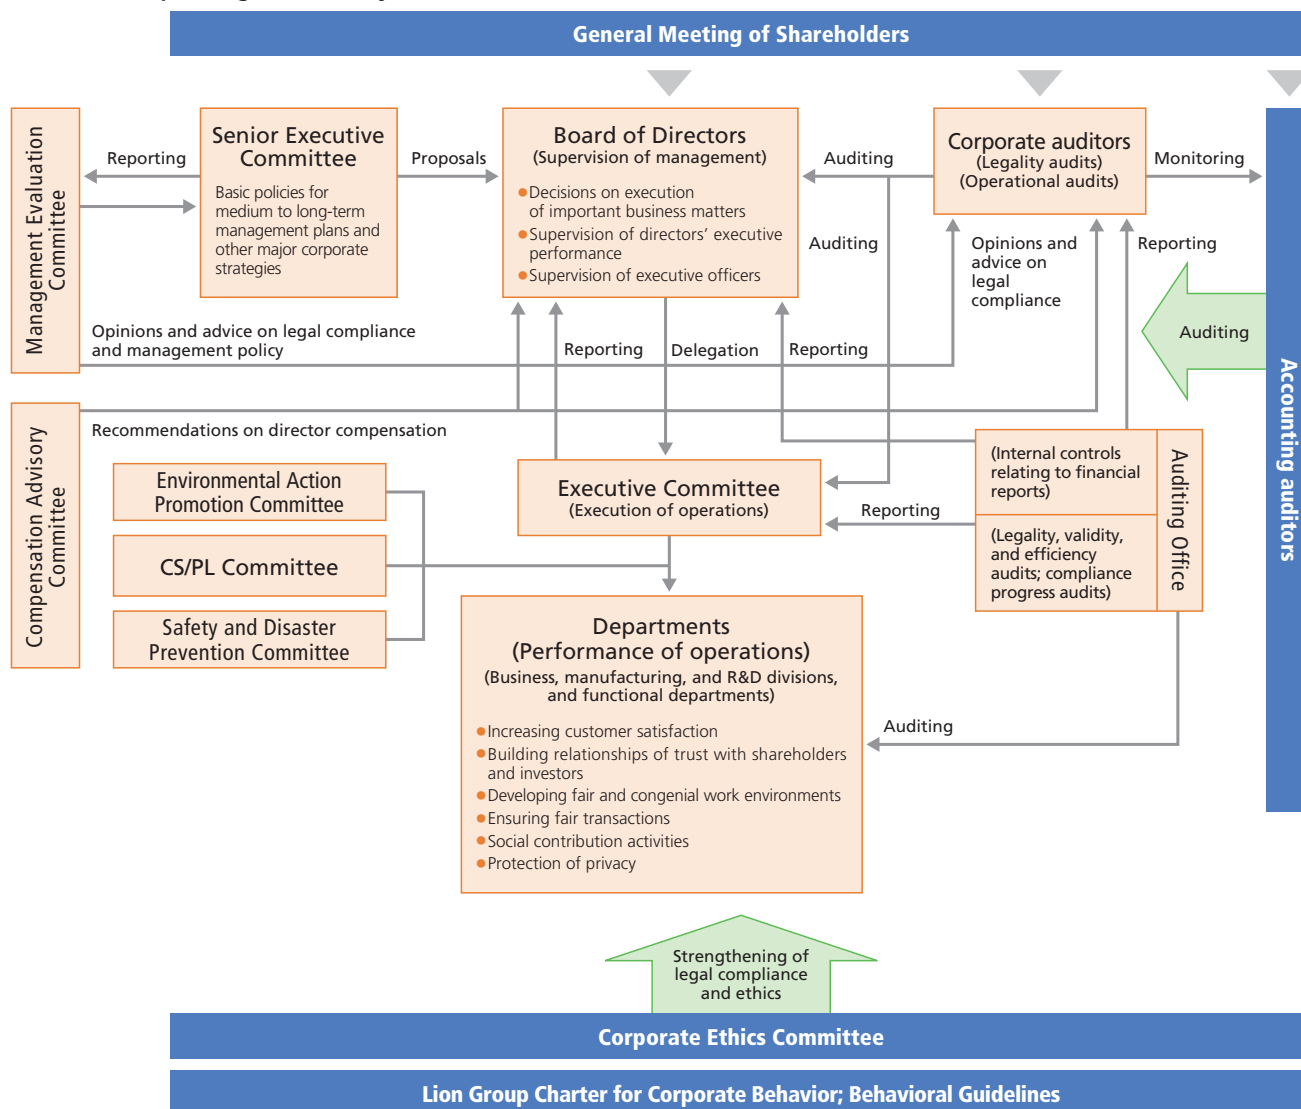 General Meeting of Shareholders
Management Evaluation
Committee
Reporting
Senior Executive
Committee
Basic policies for
medium to long-term
management plans and
other major corporate
strategies
Proposals
Board of Directors
(Supervision of management)
●Decisions on execution
of important business matters
●Supervision of directors’ executive
performance
●Supervision of executive officers
Auditing
Auditing
Corporate auditors
(Legality audits)
(Operational audits)
Monitoring
Opinions and
advice on
legal
compliance
Reporting
Auditing
Accounting auditors
Opinions and advice on legal compliance
and management policy
Reporting
Delegation
Reporting
Compensation Advisory
Committee
Recommendations on director compensation
Environmental Action
Promotion Committee
CS/PL Committee
Safety and Disaster
Prevention Committee
Executive Committee
(Execution of operations)
Reporting
(Internal controls
relating to financial
reports)
(Legality, validity,
and efficiency
audits; compliance
progress audits)
Auditing Office
Departments
(Performance of operations)
(Business, manufacturing, and R&D divisions,
and functional departments)
●Increasing customer satisfaction
●Building relationships of trust with shareholders
and investors
●Developing fair and congenial work environments
●Ensuring fair transactions
●Social contribution activities
●Protection of privacy
Auditing
Strengthening of
legal compliance
and ethics
Corporate Ethics Committee
Lion Group Charter for Corporate Behavior; Behavioral Guidelines